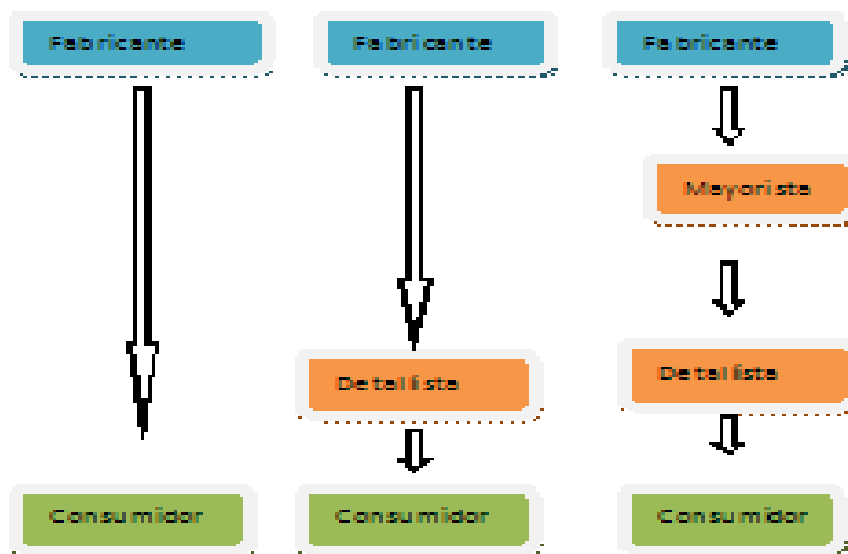 Fabricante
Fabricante
Fabricante
Mayorista
Detallista
Detallista
Consumidor
Consumidor
Consumidor